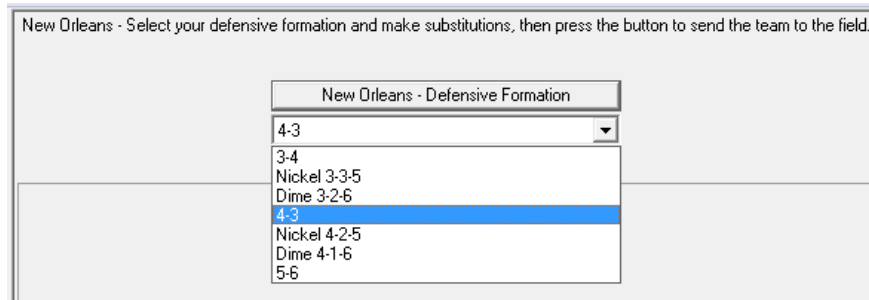 New Orleans - Select your defensive formation and make substitutions, then press the button to send the team to the field.
New Orleans - Defensive Formation
4-3
3-4
Nickel 3-3-5
Dime 3-2-6
4-3
Nickel 4-2-5
Dime 4-1-6
5-6